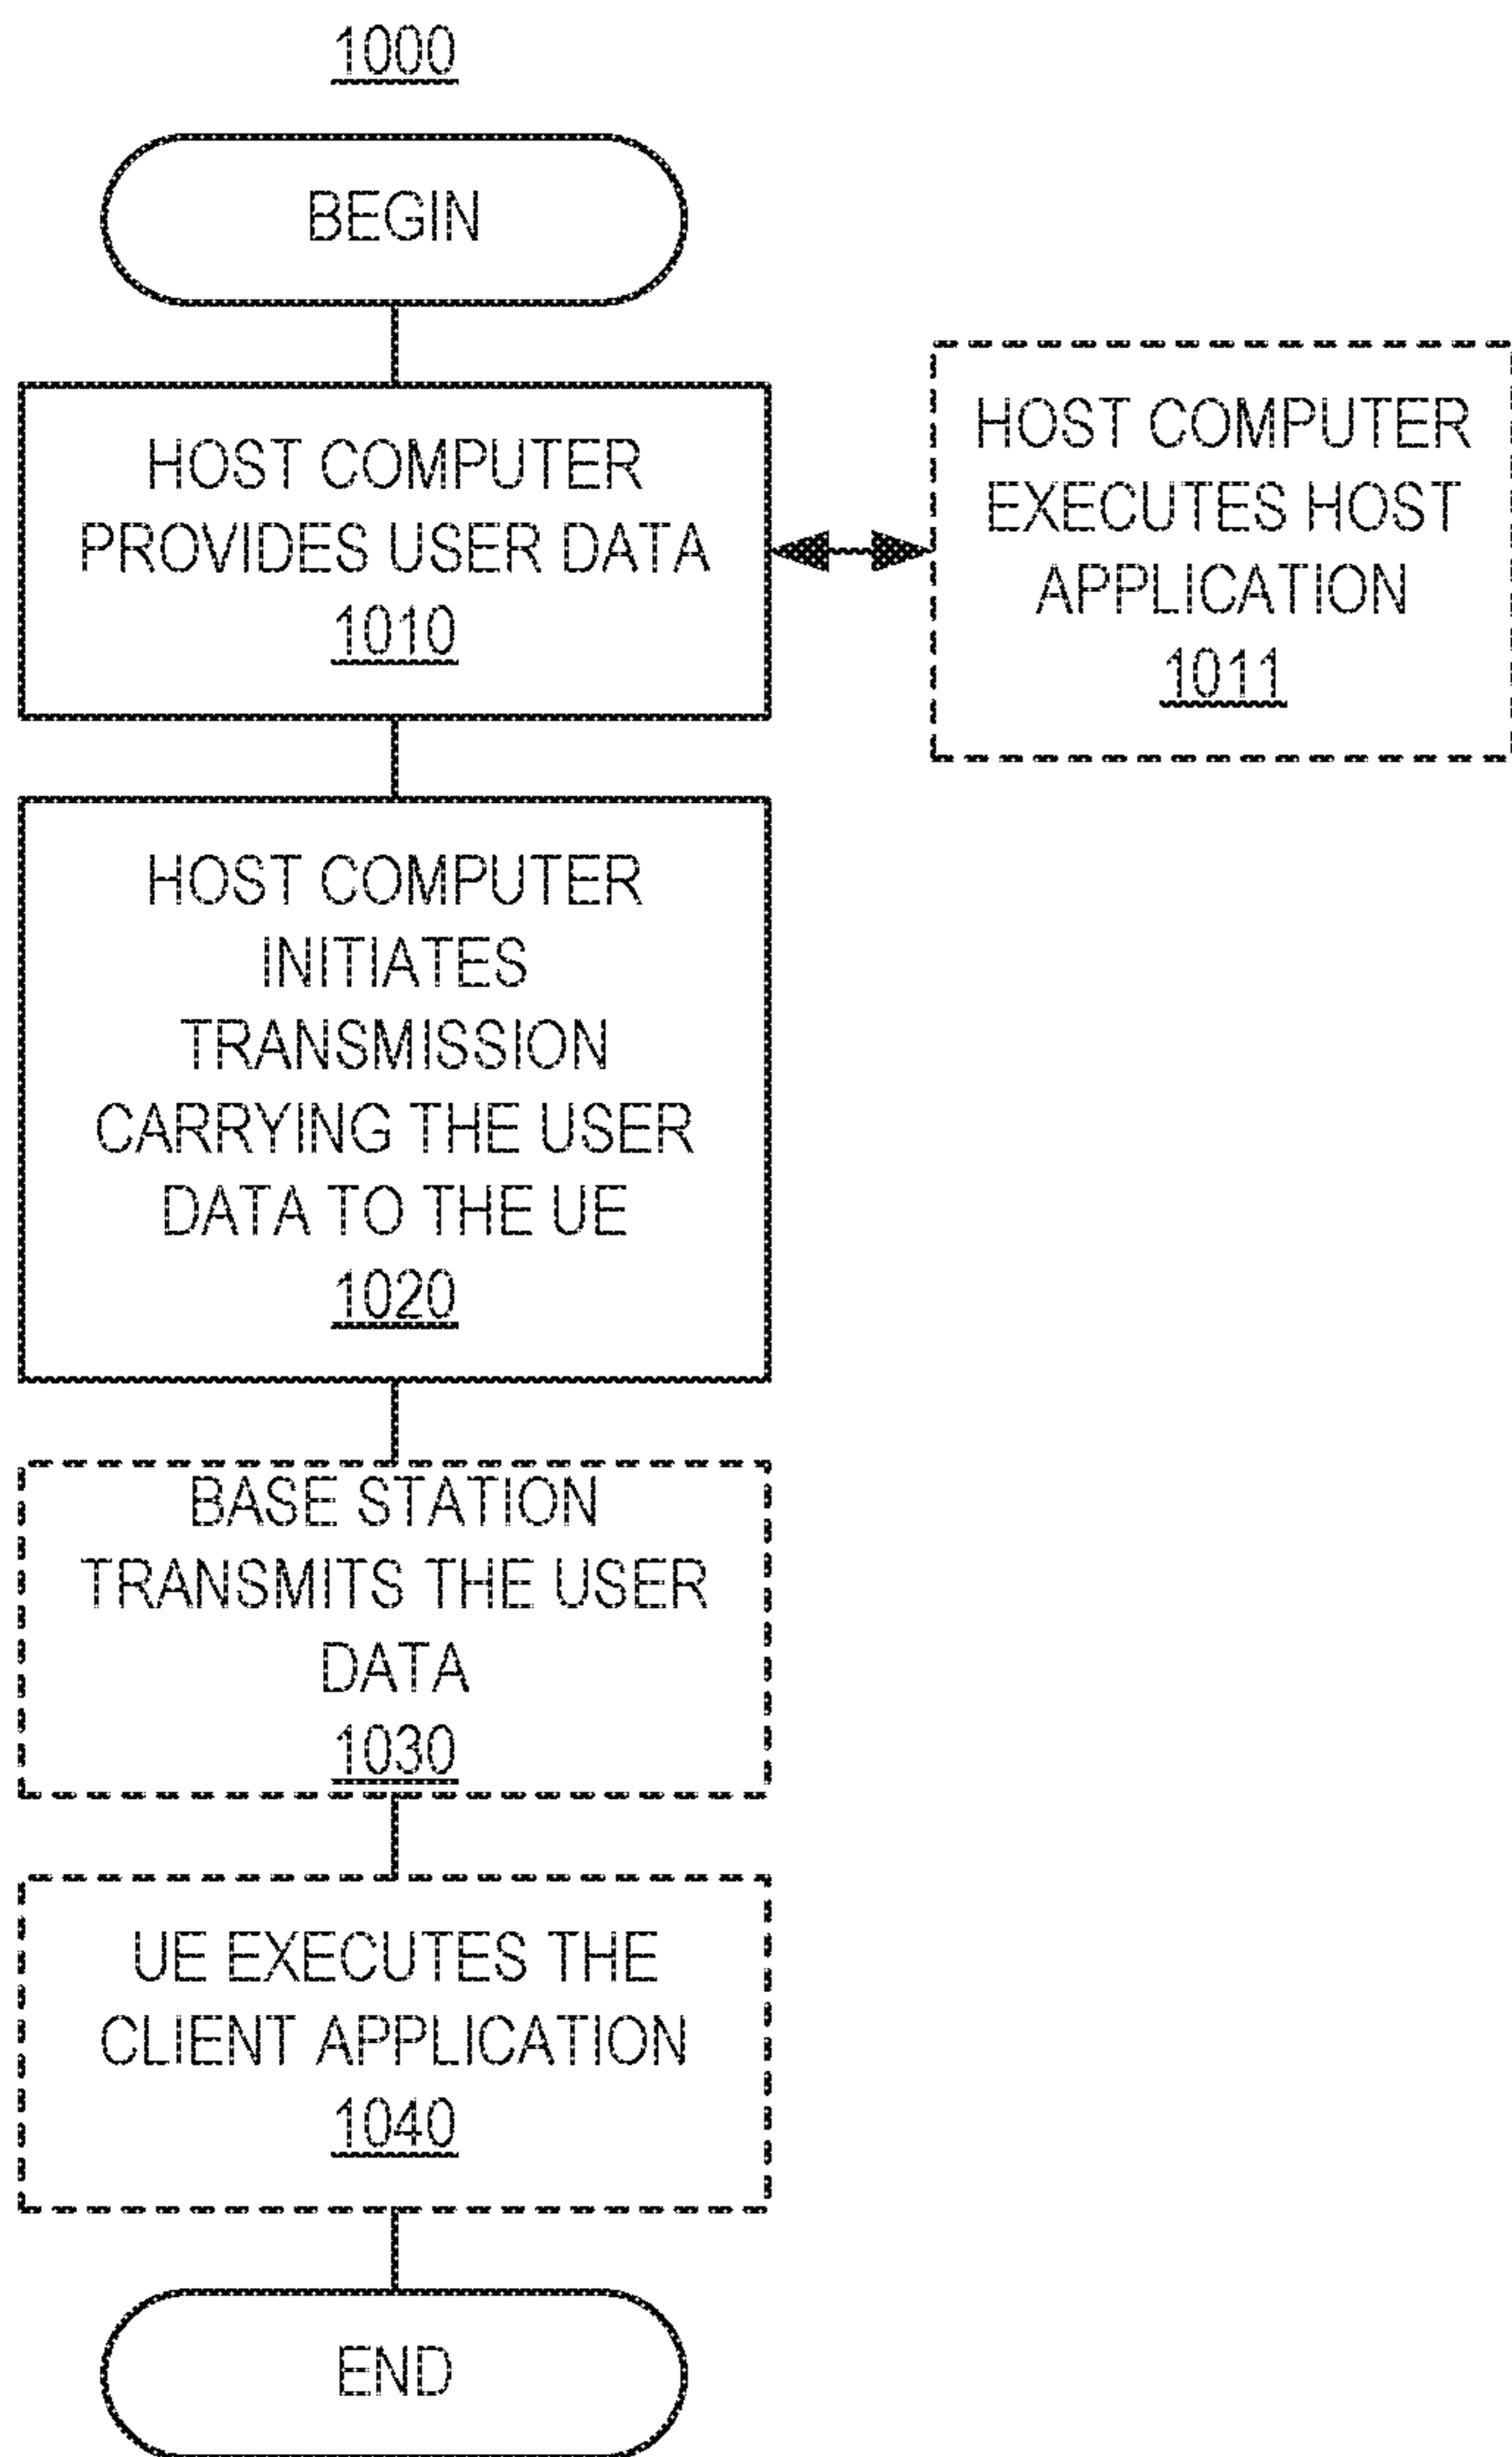 1000
BEGIN
HOST COMPUTER
PROVIDES USER DATA
1010
HOST COMPUTER
EXECUTES HOST
APPLICATION
1011
HOST COMPUTER
INITIATES
TRANSMISSION
CARRYING THE USER
DATA TO THE UE
1020
BASE STATION
TRANSMITS THE USER
DATA
1030
UE EXECUTES THE
CLIENT APPLICATION
1040
END